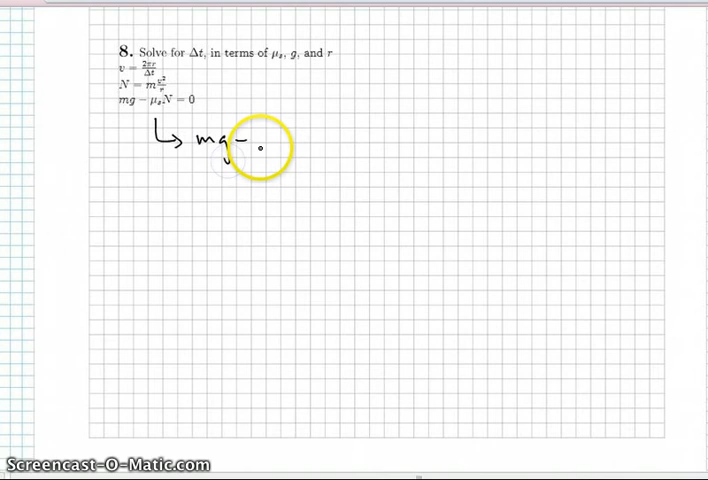 8. Solve for Δt, in terms of μₛ, g, and r
v = 2πr/Δt
N = m v²/r
mg − μₛN = 0
↳ mg −
Screencast-O-Matic.com